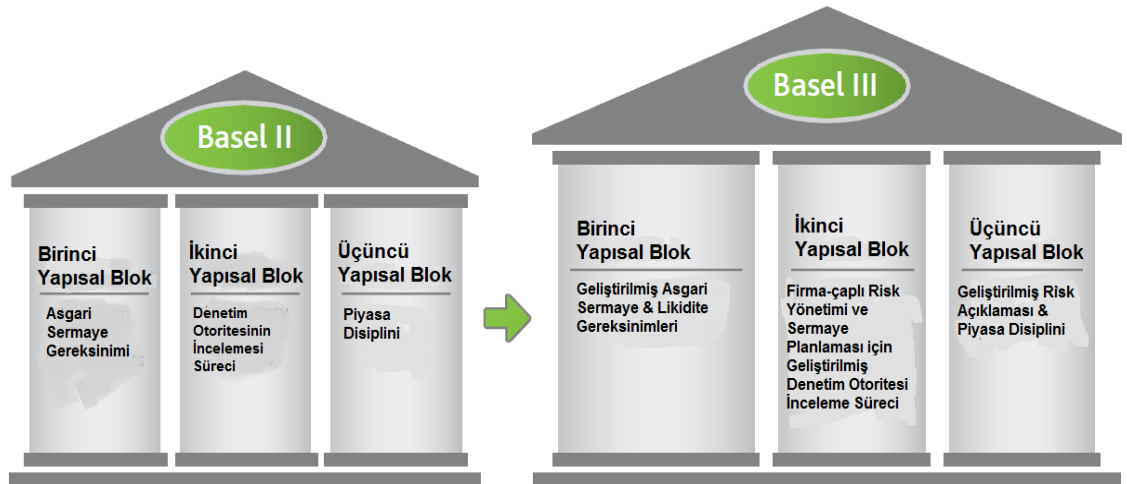 Basel II
Birinci
Yapısal Blok
Asgari
Sermaye
Gereksinimi
İkinci
Yapısal Blok
Denetim
Otoritesinin
İncelemesi
Süreci
Üçüncü
Yapısal Blok
Piyasa
Disiplini
Basel III
Birinci
Yapısal Blok
Geliştirilmiş Asgari
Sermaye & Likidite
Gereksinimleri
İkinci
Yapısal Blok
Firma-çaplı Risk
Yönetimi ve
Sermaye
Planlaması için
Geliştirilmiş
Denetim Otoritesi
İnceleme Süreci
Üçüncü
Yapısal Blok
Geliştirilmiş Risk
Açıklaması &
Piyasa Disiplini